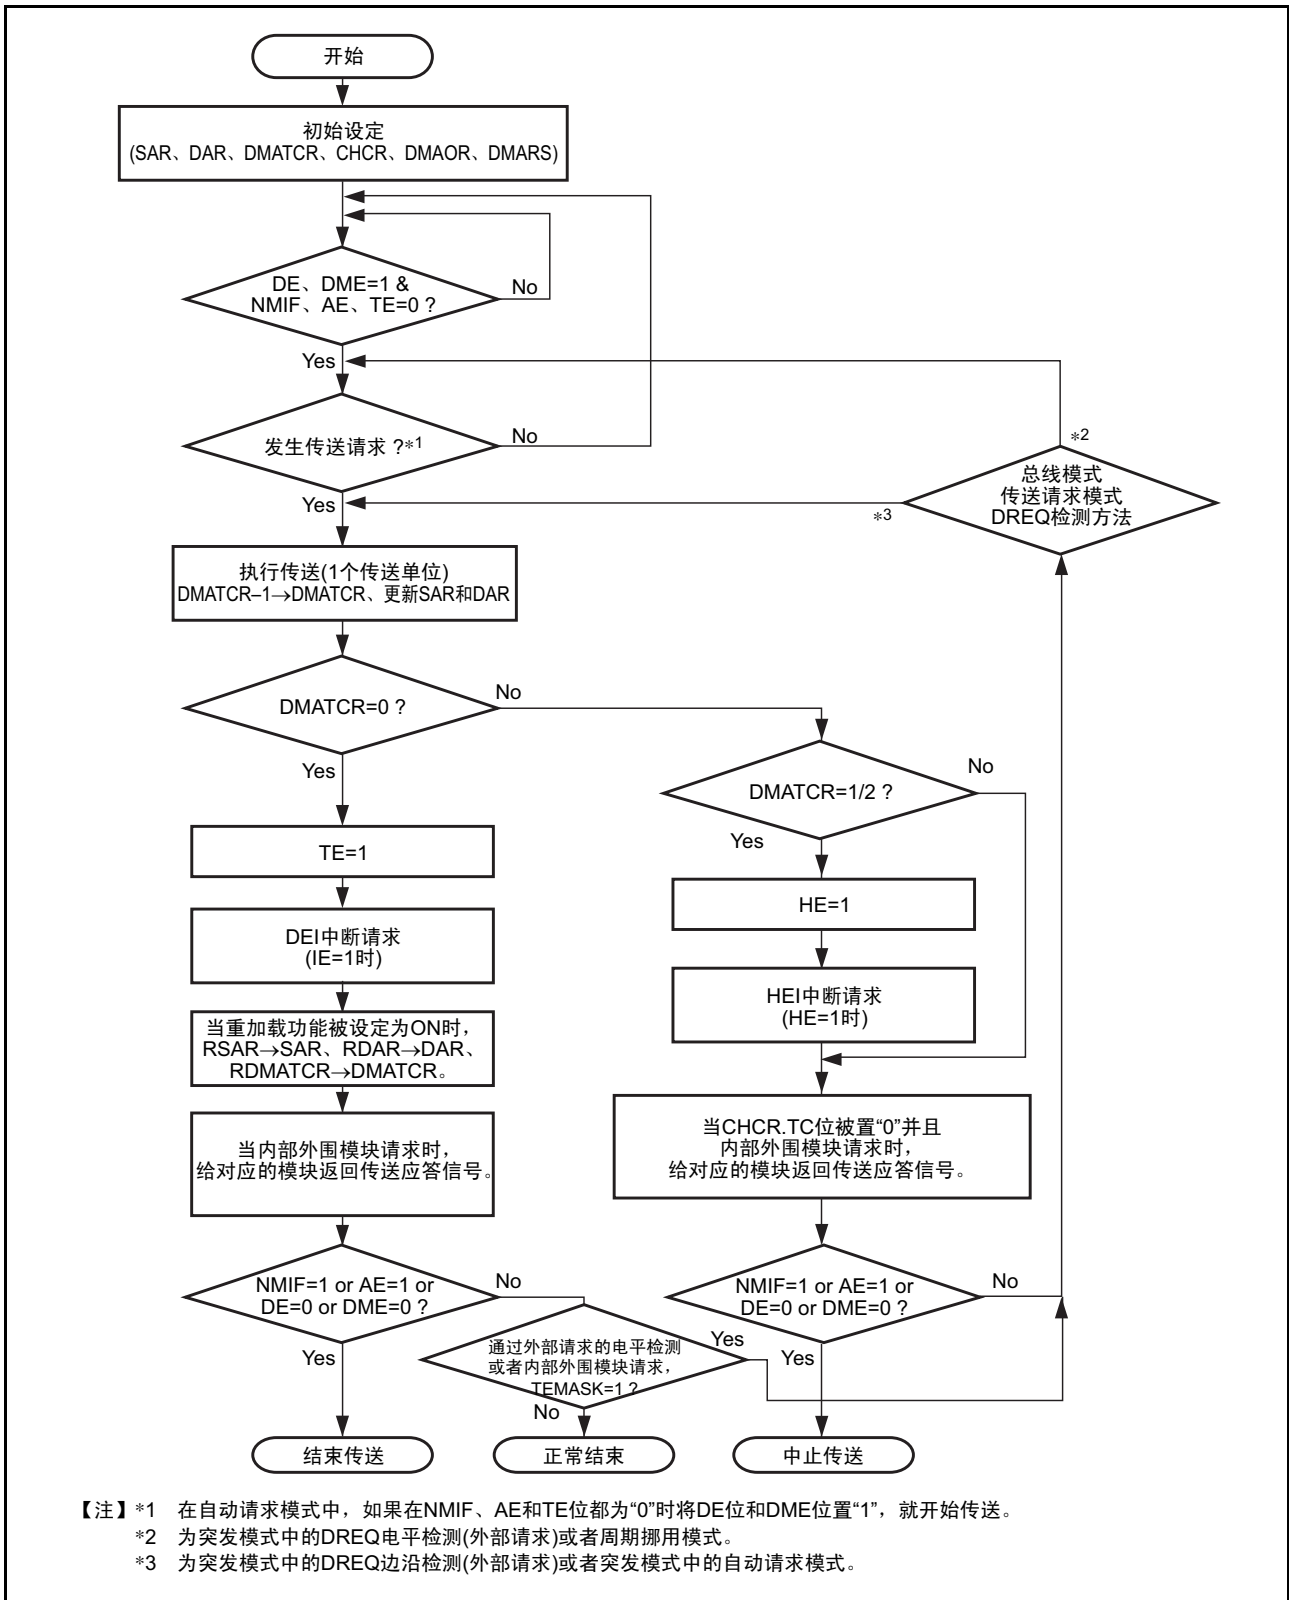 开始
初始设定
(SAR、DAR、DMATCR、CHCR、DMAOR、DMARS)
DE、DME=1 &
NMIF、AE、TE=0 ?
No
Yes
发生传送请求 ?*1
No
Yes
*2
总线模式
传送请求模式
DREQ检测方法
*3
执行传送(1个传送单位)
DMATCR–1→DMATCR、更新SAR和DAR
DMATCR=0 ?
No
Yes
DMATCR=1/2 ?
No
Yes
TE=1
HE=1
DEI中断请求
(IE=1时)
HEI中断请求
(HE=1时)
当重加载功能被设定为ON时，
RSAR→SAR、RDAR→DAR、
RDMATCR→DMATCR。
当内部外围模块请求时，
给对应的模块返回传送应答信号。
当CHCR.TC位被置“0”并且
内部外围模块请求时，
给对应的模块返回传送应答信号。
NMIF=1 or AE=1 or
DE=0 or DME=0 ?
No
Yes
NMIF=1 or AE=1 or
DE=0 or DME=0 ?
No
Yes
通过外部请求的电平检测
或者内部外围模块请求，
TEMASK=1 ?
Yes
No
结束传送
正常结束
中止传送
【注】*1 在自动请求模式中，如果在NMIF、AE和TE位都为“0”时将DE位和DME位置“1”，就开始传送。
*2 为突发模式中的DREQ电平检测(外部请求)或者周期挪用模式。
*3 为突发模式中的DREQ边沿检测(外部请求)或者突发模式中的自动请求模式。